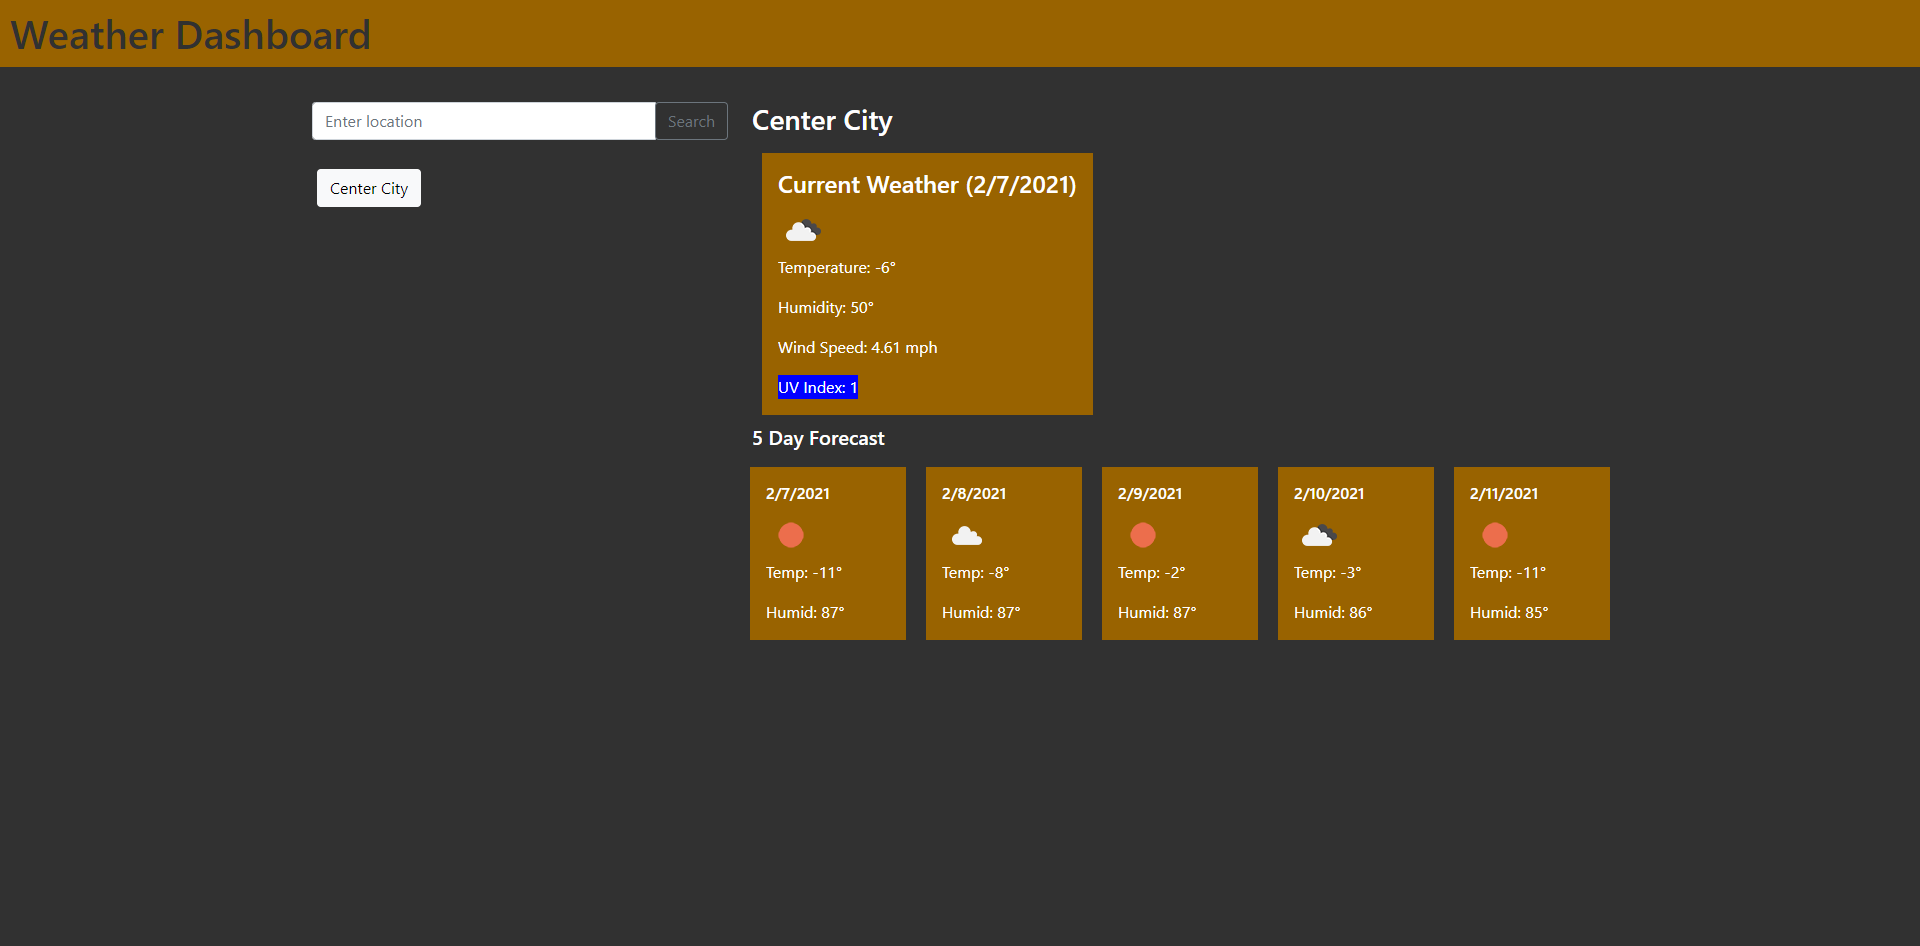 Weather Dashboard
Enter location
Search
Center City
Center City
Current Weather (2/7/2021)
Temperature: -6°
Humidity: 50°
Wind Speed: 4.61 mph
UV Index: 1
5 Day Forecast
2/7/2021
Temp: -11°
Humid: 87°
2/8/2021
Temp: -8°
Humid: 87°
2/9/2021
Temp: -2°
Humid: 87°
2/10/2021
Temp: -3°
Humid: 86°
2/11/2021
Temp: -11°
Humid: 85°